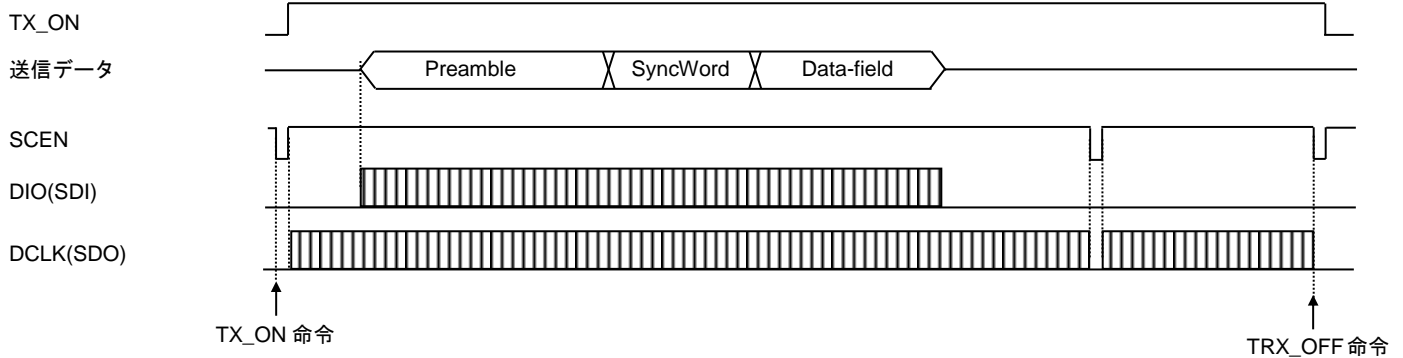 TX_ON
送信データ
Preamble
SyncWord
Data-field
SCEN
DIO(SDI)
DCLK(SDO)
TX_ON 命令
TRX_OFF 命令